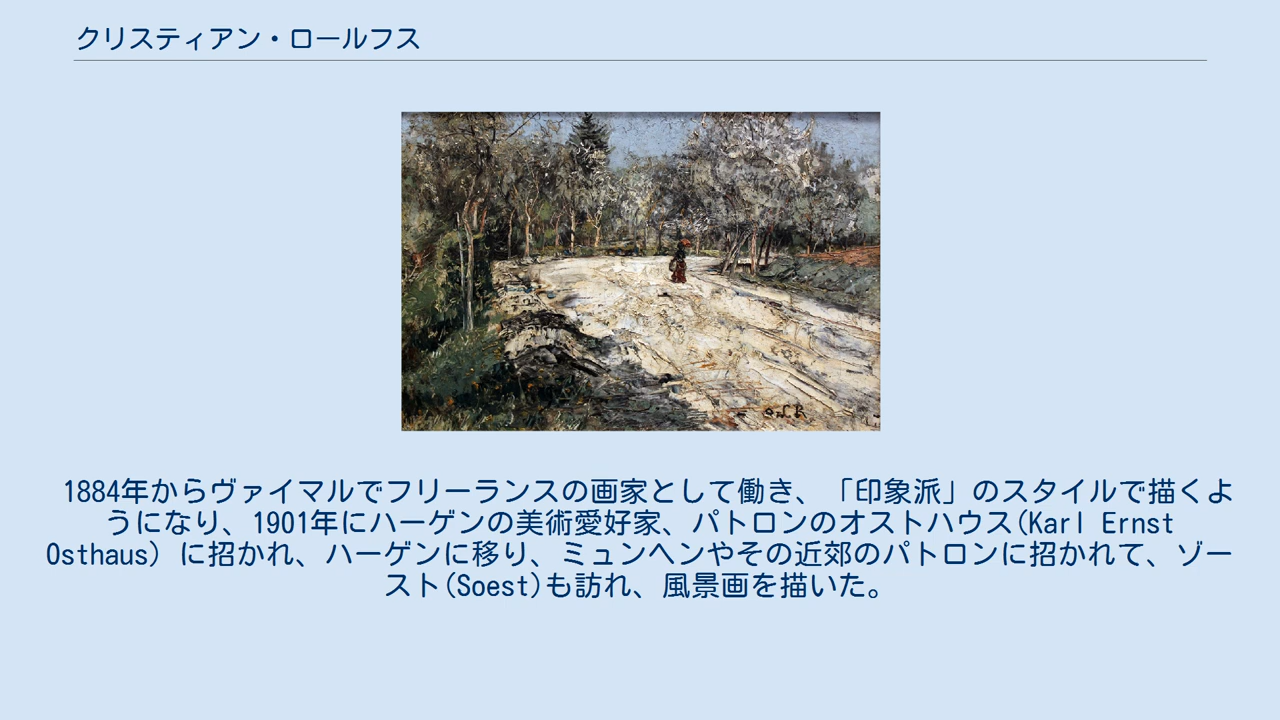 クリスティアン・ロールフス
1884年からヴァイマルでフリーランスの画家として働き、「印象派」のスタイルで描くよ
うになり、1901年にハーゲンの美術愛好家、パトロンのオストハウス(Karl Ernst
Osthaus) に招かれ、ハーゲンに移り、ミュンヘンやその近郊のパトロンに招かれて、ゾー
スト(Soest)も訪れ、風景画を描いた。